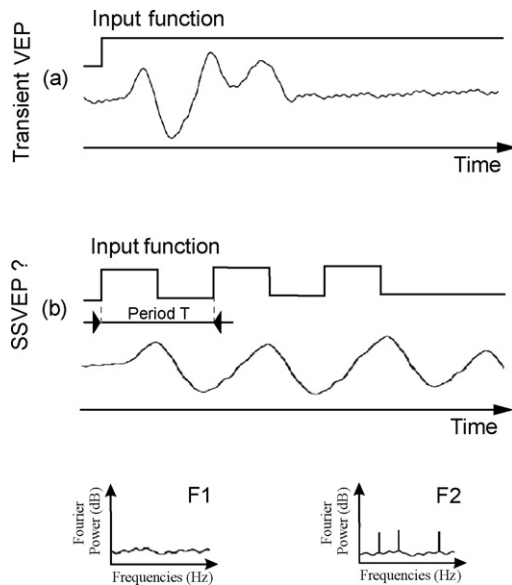 Transient VEP
Input function
(a)
Time
SSVEP ?
Input function
(b)
Period T
Time
F1
Fourier
Power (dB)
Frequencies (Hz)
F2
Fourier
Power (dB)
Frequencies (Hz)